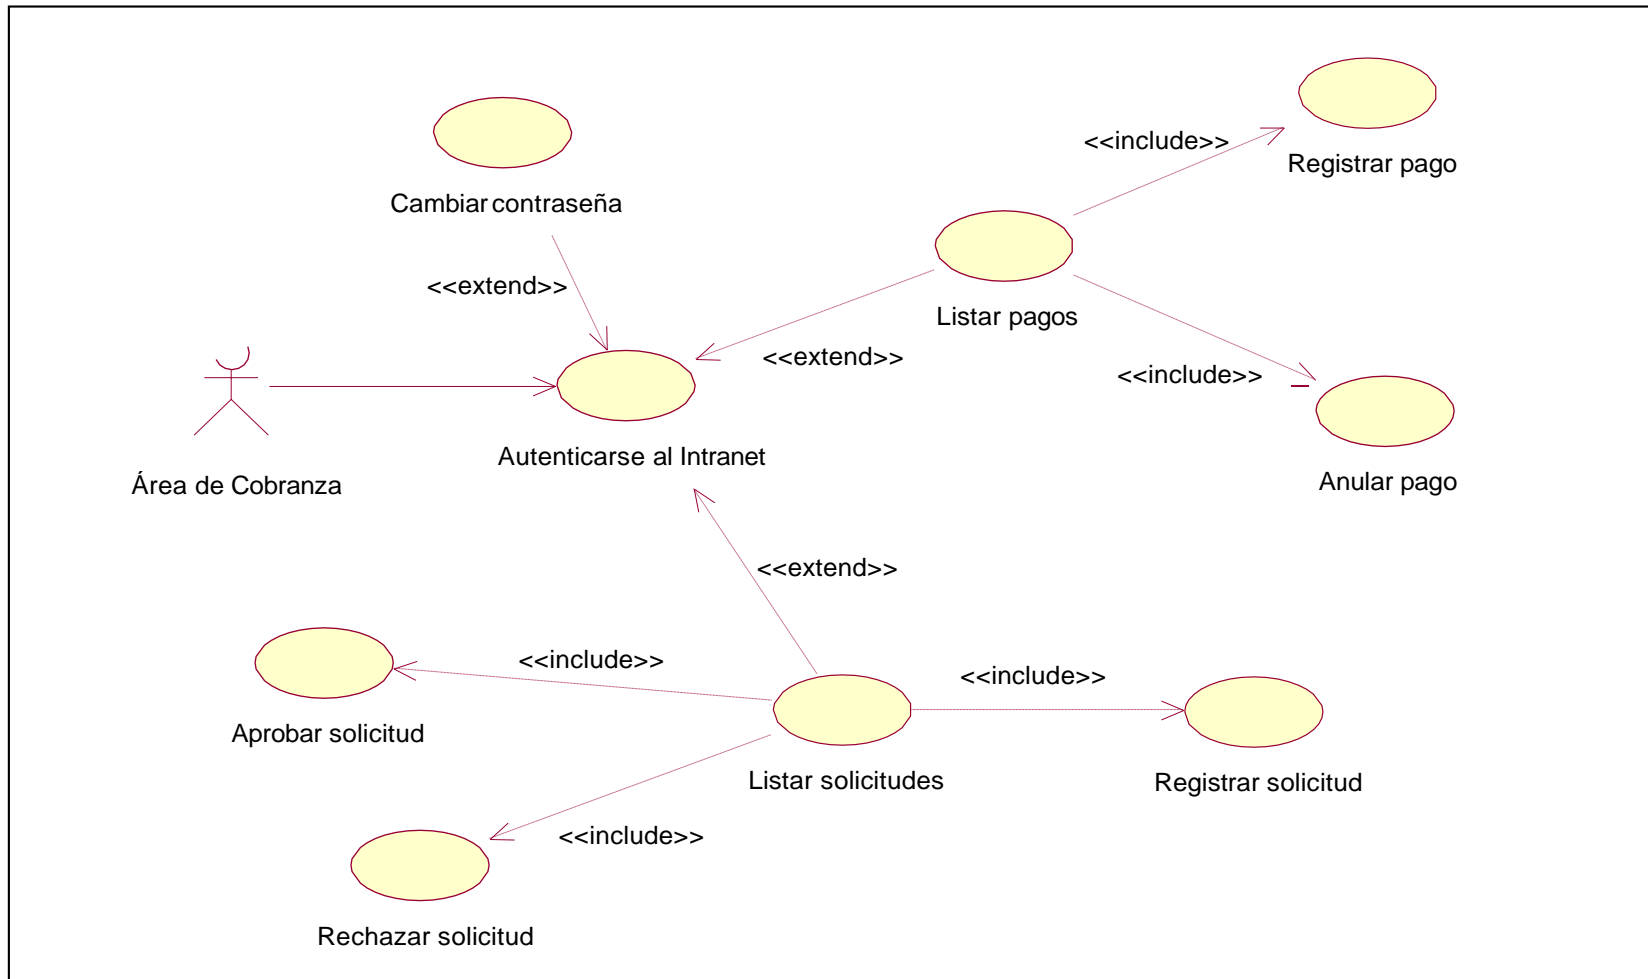 <<include>>
Registrar pago
Cambiar contraseña
<<extend>>
Listar pagos
<<extend>>
<<include>>
Autenticarse al Intranet
Área de Cobranza
Anular pago
<<extend>>
<<include>>
<<include>>
Aprobar solicitud
Listar solicitudes
Registrar solicitud
<<include>>
Rechazar solicitud